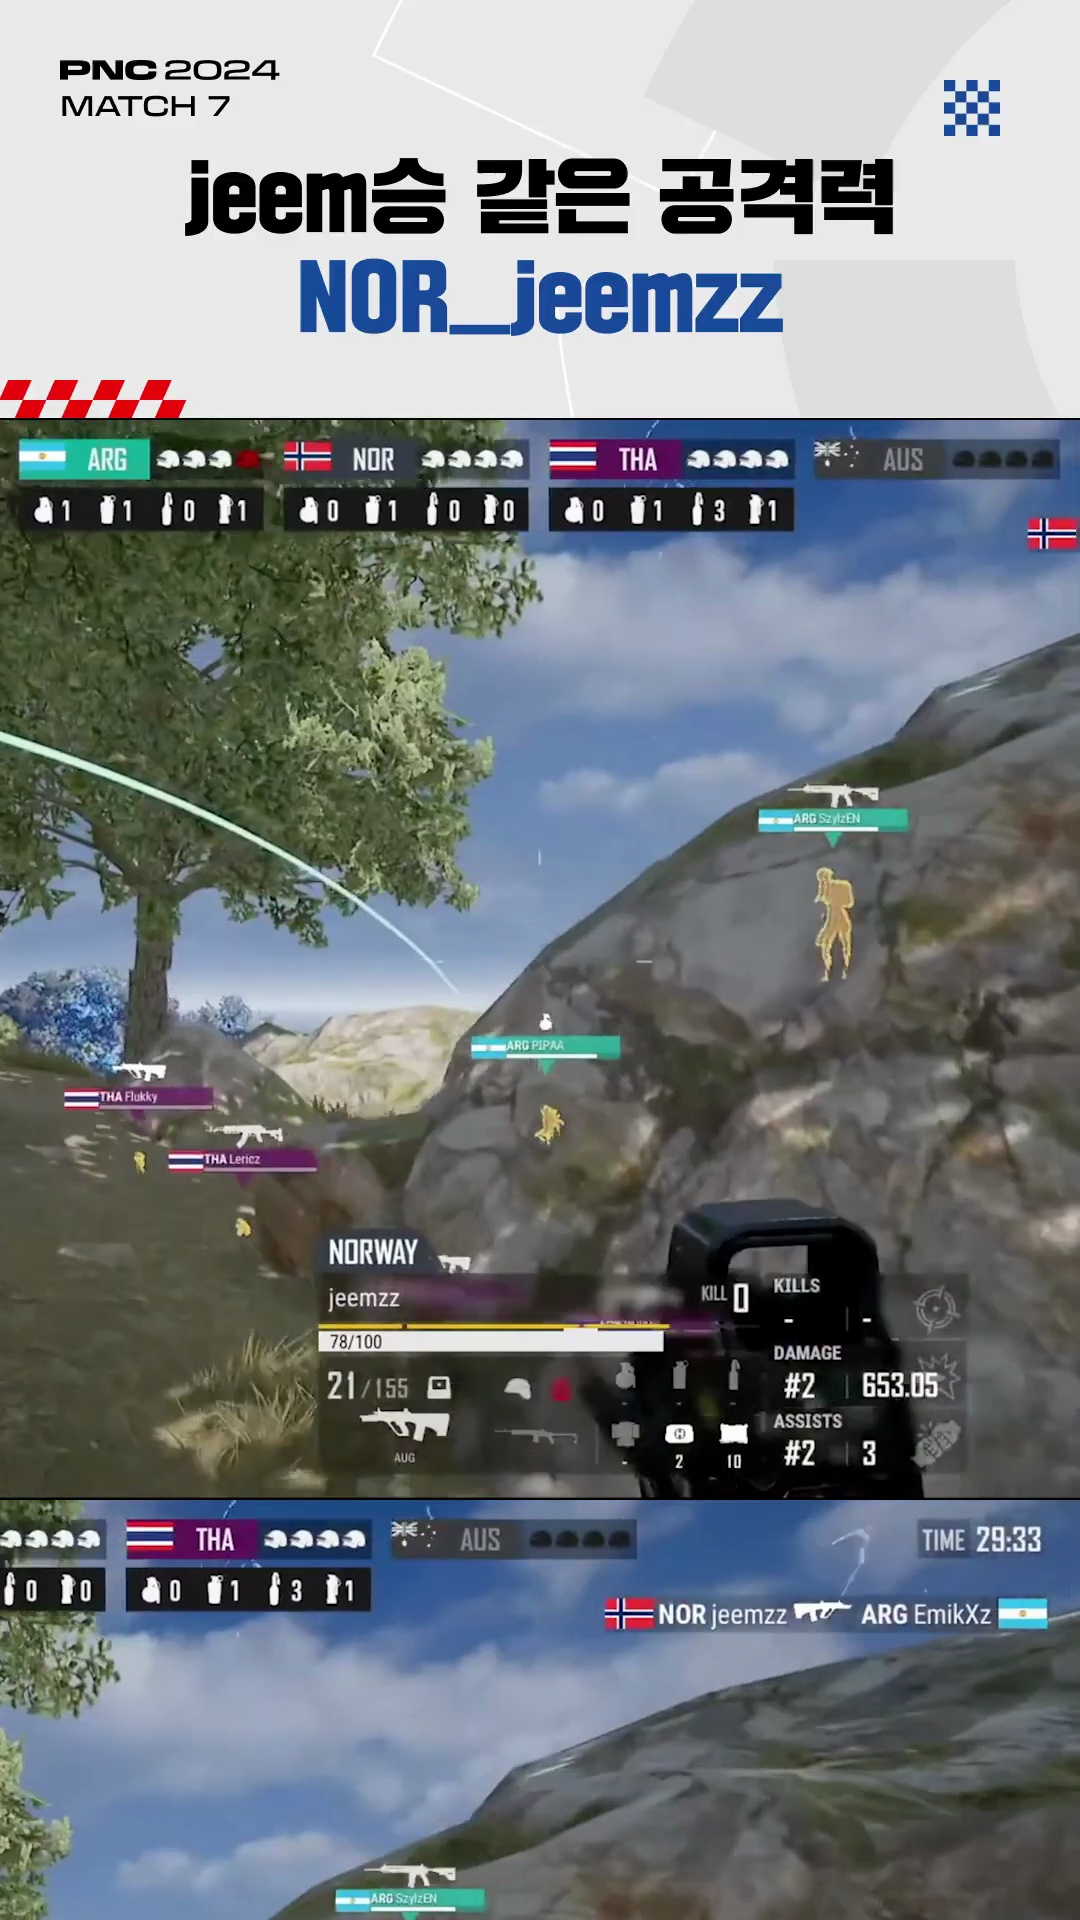 PNC 2024
MATCH 7
jeem승 같은 공격력
NOR_jeemzz
ARG NOR THA AUS
1 1 0 1 0 1 0 0 0 1 3 1
ARG SzylzEN
ARG PIPAA
THA Flukky
THA Lericz
NORWAY
jeemzz
KILL 0
78/100
21/155
AUG
2 10
KILLS
- -
DAMAGE
#2 653.05
ASSISTS
#2 3
THA AUS
TIME 29:33
0 0 0 1 3 1
NOR jeemzz ARG EmikXz
ARG SzylzEN